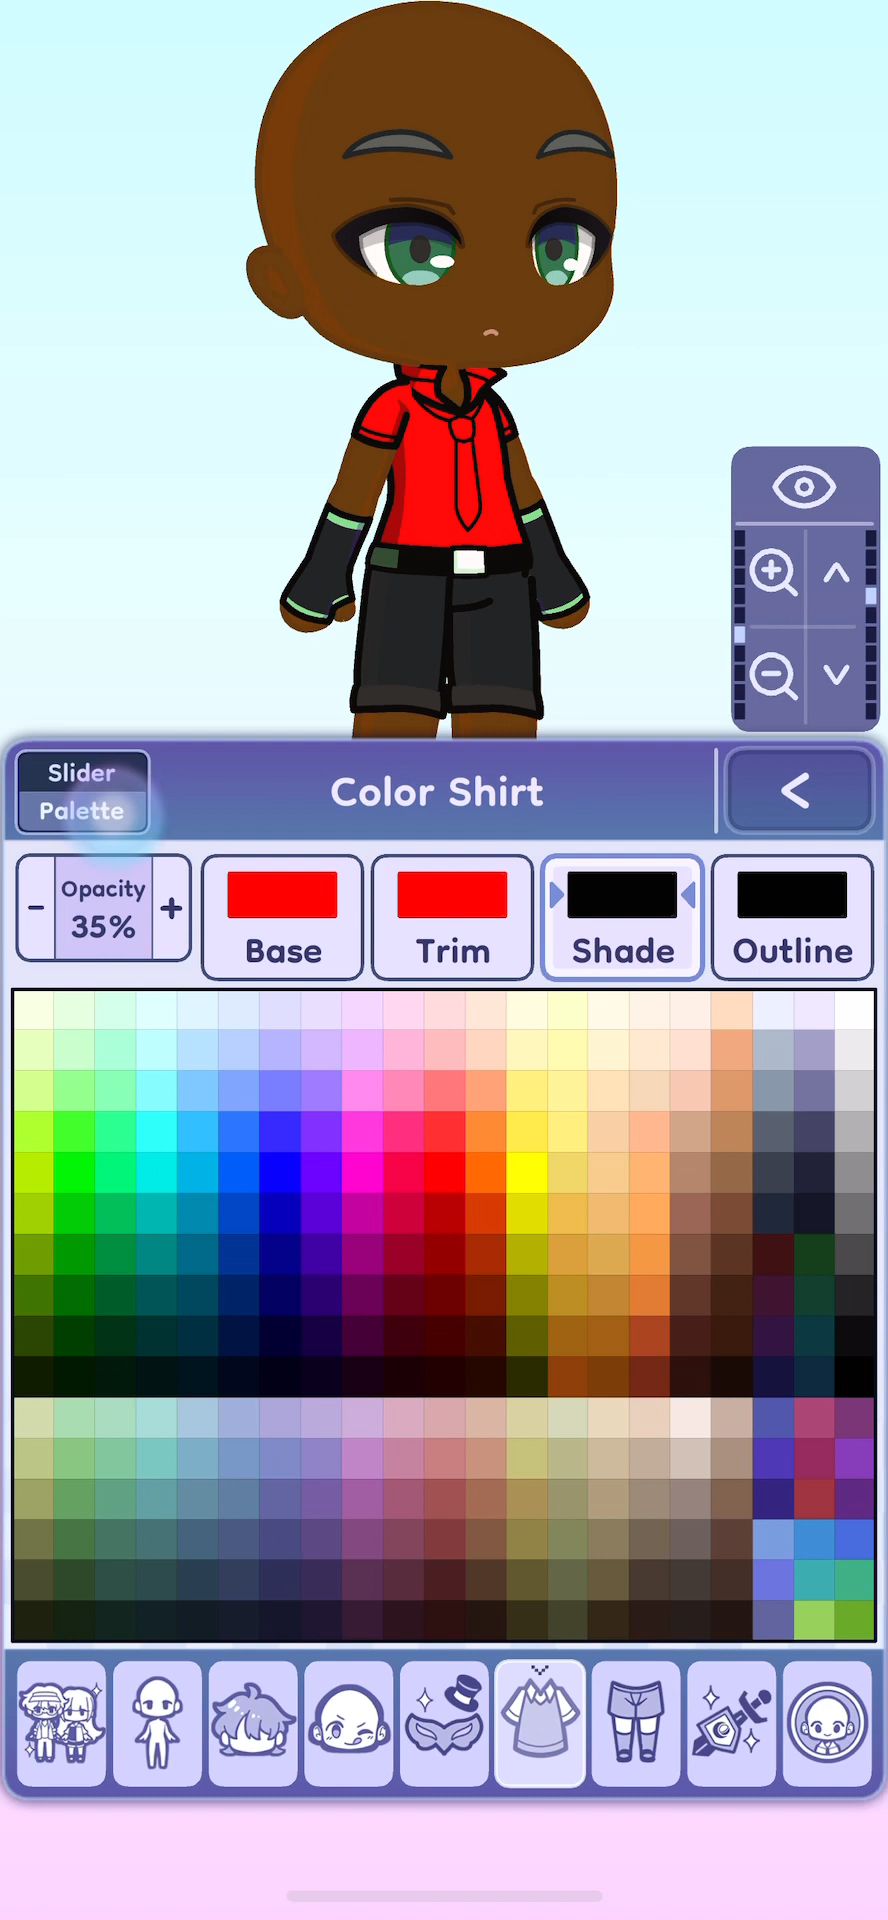 Slider
Palette
Color Shirt
<
- Opacity +
35%
Base
Trim
Shade
Outline